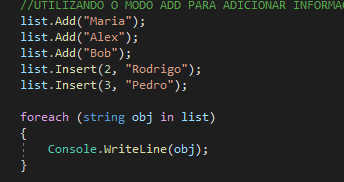 //UTILIZANDO O MODO ADD PARA ADICIONAR
list.Add("Maria");
list.Add("Alex");
list.Add("Bob");
list.Insert(2, "Rodrigo");
list.Insert(3, "Pedro");
foreach (string obj in list)
{
Console.WriteLine(obj);
}